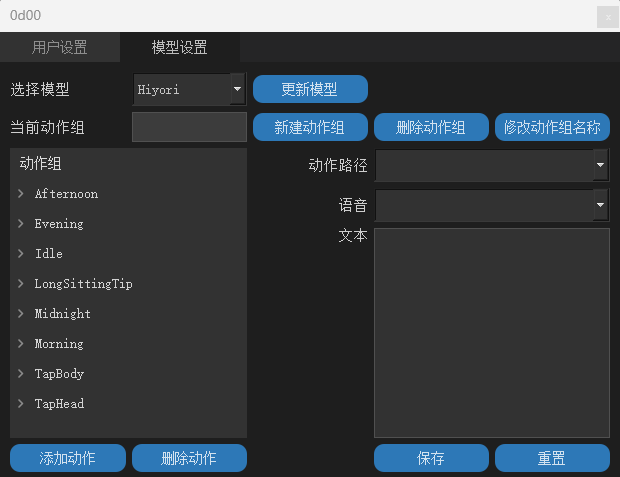 0d00
x
用户设置 模型设置
选择模型 Hiyori 更新模型
当前动作组 新建动作组 删除动作组 修改动作组名称
动作组
动作路径
Afternoon
语音
Evening
文本
Idle
LongSittingTip
Midnight
Morning
TapBody
TapHead
添加动作 删除动作 保存 重置